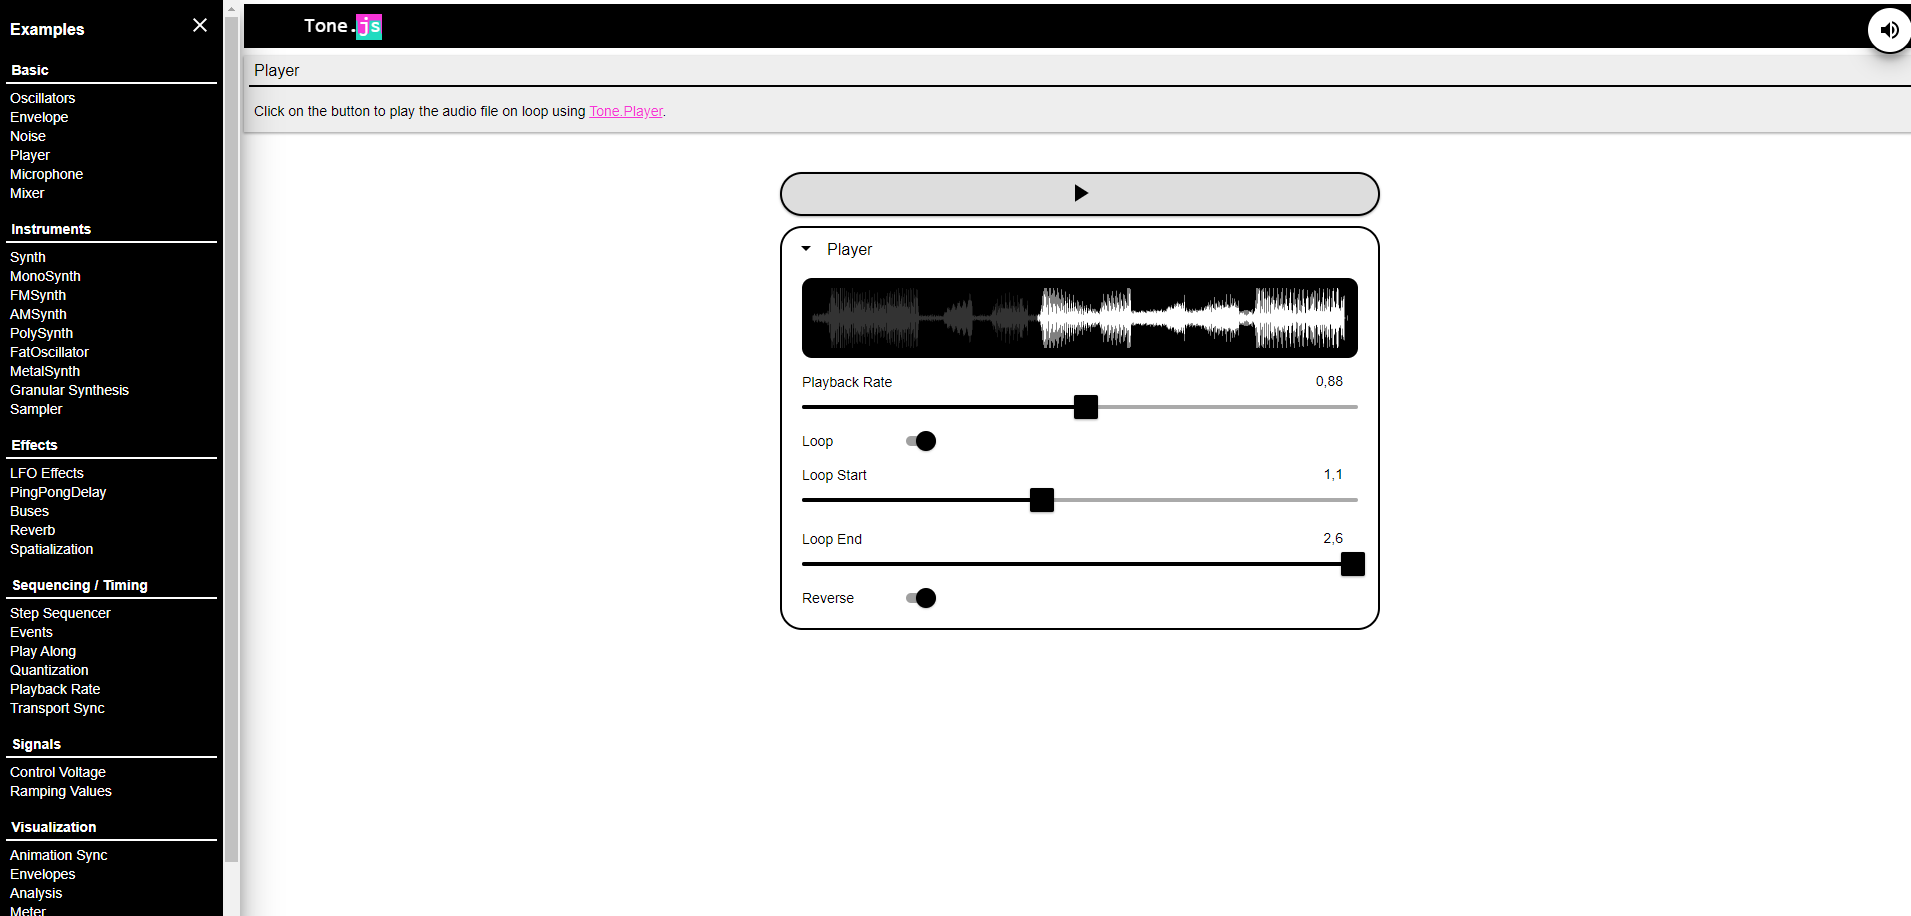 Examples
Basic
Oscillators
Envelope
Noise
Player
Microphone
Mixer
Instruments
Synth
MonoSynth
FMSynth
AMSynth
PolySynth
FatOscillator
MetalSynth
Granular Synthesis
Sampler
Effects
LFO Effects
PingPongDelay
Buses
Reverb
Spatialization
Sequencing / Timing
Step Sequencer
Events
Play Along
Quantization
Playback Rate
Transport Sync
Signals
Control Voltage
Ramping Values
Visualization
Animation Sync
Envelopes
Analysis
Meter
Tone.js
Player
Click on the button to play the audio file on loop using Tone.Player.
Player
Playback Rate 0,88
Loop
Loop Start 1,1
Loop End 2,6
Reverse